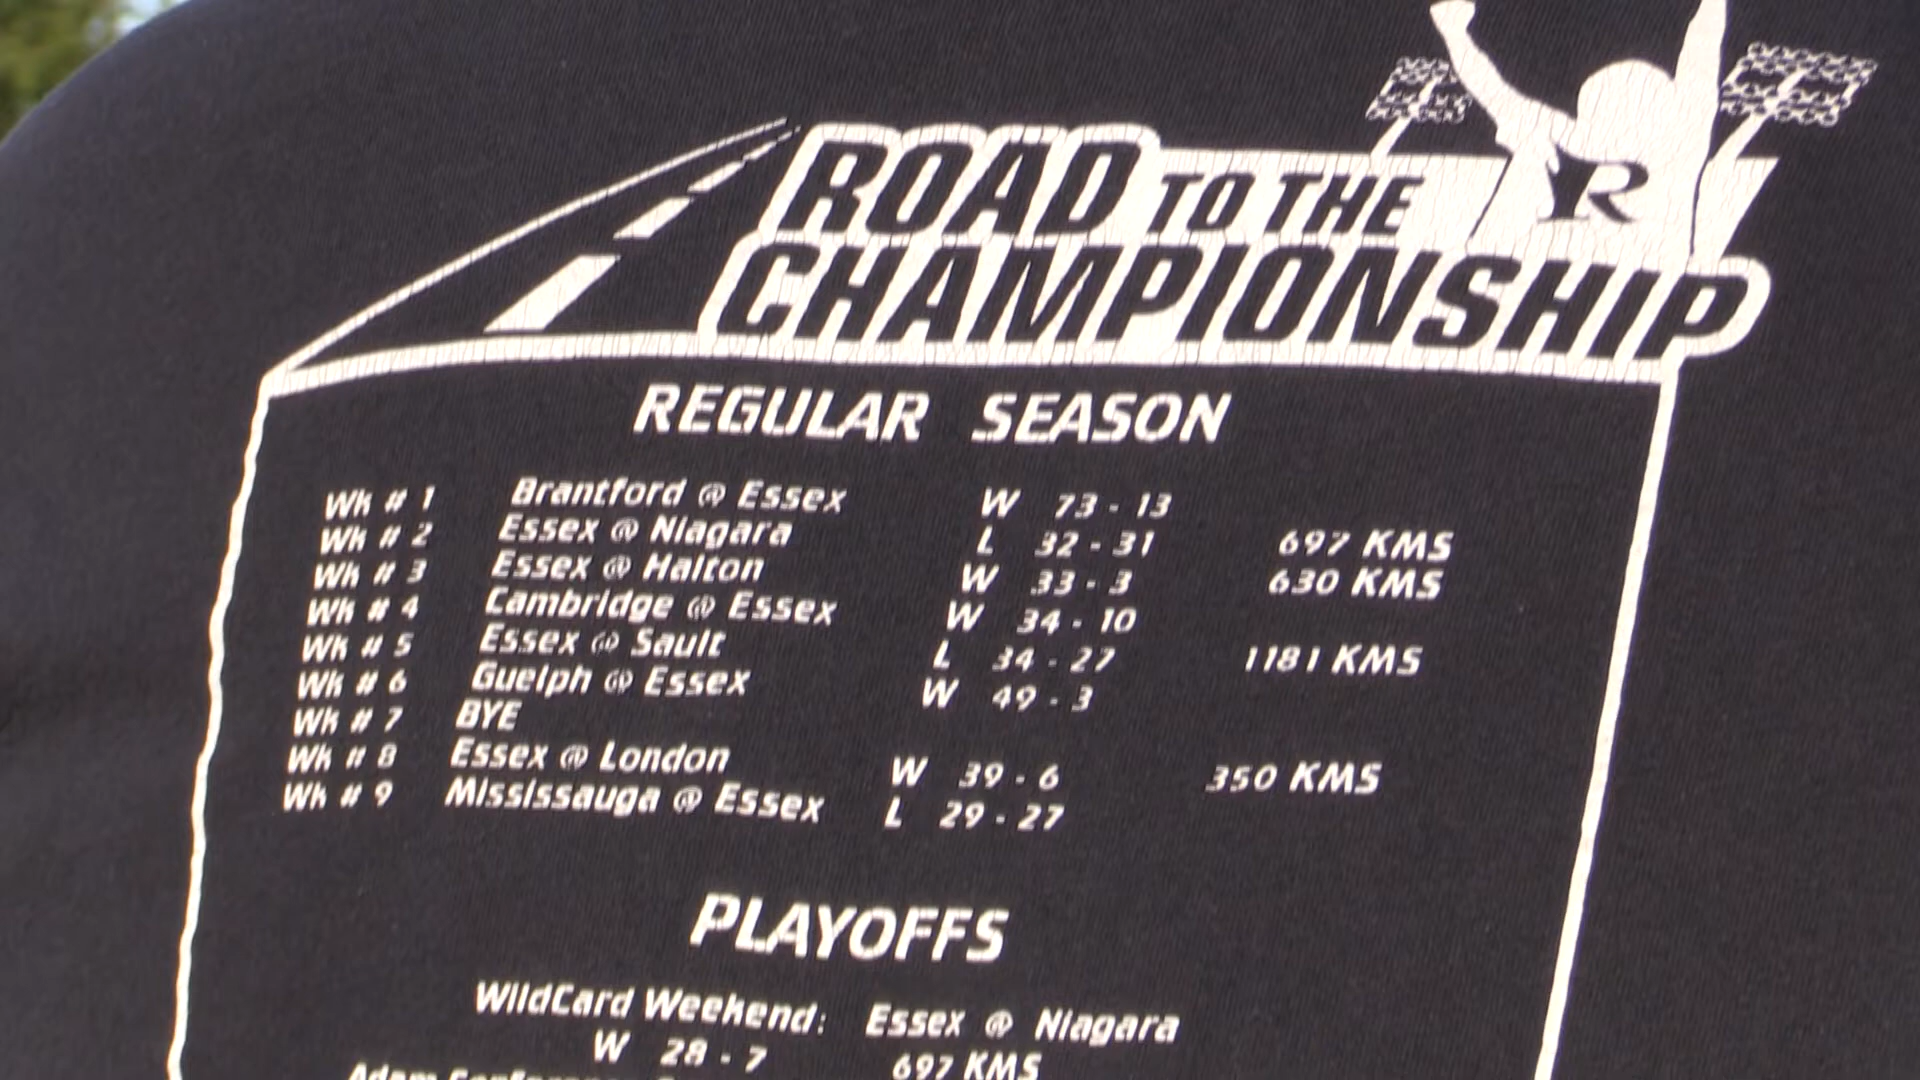 ROAD TO THE
CHAMPIONSHIP
R
REGULAR SEASON
Wk # 1 Brantford @ Essex W 73 - 13
Wk # 2 Essex @ Niagara L 32 - 31 697 KMS
Wk # 3 Essex @ Halton W 33 - 3 630 KMS
Wk # 4 Cambridge @ Essex W 34 - 10
Wk # 5 Essex @ Sault L 34 - 27 1181 KMS
Wk # 6 Guelph @ Essex W 49 - 3
Wk # 7 BYE
Wk # 8 Essex @ London W 39 - 6 350 KMS
Wk # 9 Mississauga @ Essex L 29 - 27
PLAYOFFS
WildCard Weekend: Essex @ Niagara
W 28 - 7 697 KMS